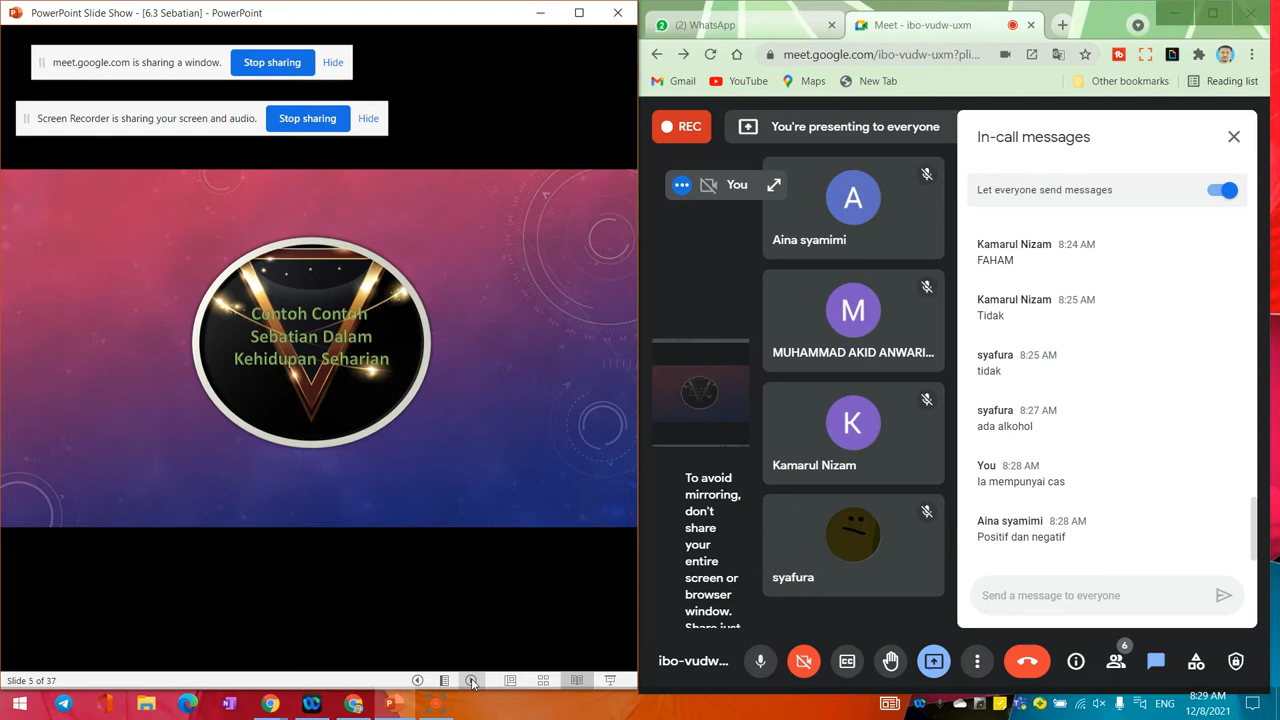 PowerPoint Slide Show - [6.3 Sebatian] - PowerPoint
meet.google.com is sharing a window.
Stop sharing
Hide
Screen Recorder is sharing your screen and audio.
Stop sharing
Hide
Contoh Contoh
Sebatian Dalam
Kehidupan Seharian
Slide 5 of 37
(2) WhatsApp
Meet - ibo-vudw-uxm
meet.google.com/ibo-vudw-uxm?pli...
Gmail
YouTube
Maps
New Tab
Other bookmarks
Reading list
REC
You're presenting to everyone
You
A
Aina syamimi
M
MUHAMMAD AKID ANWARI...
K
Kamarul Nizam
syafura
To avoid
mirroring,
don't
share
your
entire
screen or
browser
window.
Share just
In-call messages
Let everyone send messages
Kamarul Nizam 8:24 AM
FAHAM
Kamarul Nizam 8:25 AM
Tidak
syafura 8:25 AM
tidak
syafura 8:27 AM
ada alkohol
You 8:28 AM
Ia mempunyai cas
Aina syamimi 8:28 AM
Positif dan negatif
Send a message to everyone
ibo-vudw...
6
ENG
8:29 AM
12/8/2021